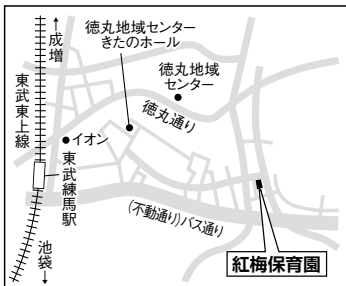 ↑成増
東武東上線
東武練馬駅
池袋↓
イオン
徳丸地域センター
きたのホール
徳丸地域
センター
徳丸通り
(不動通り)バス通り
紅梅保育園